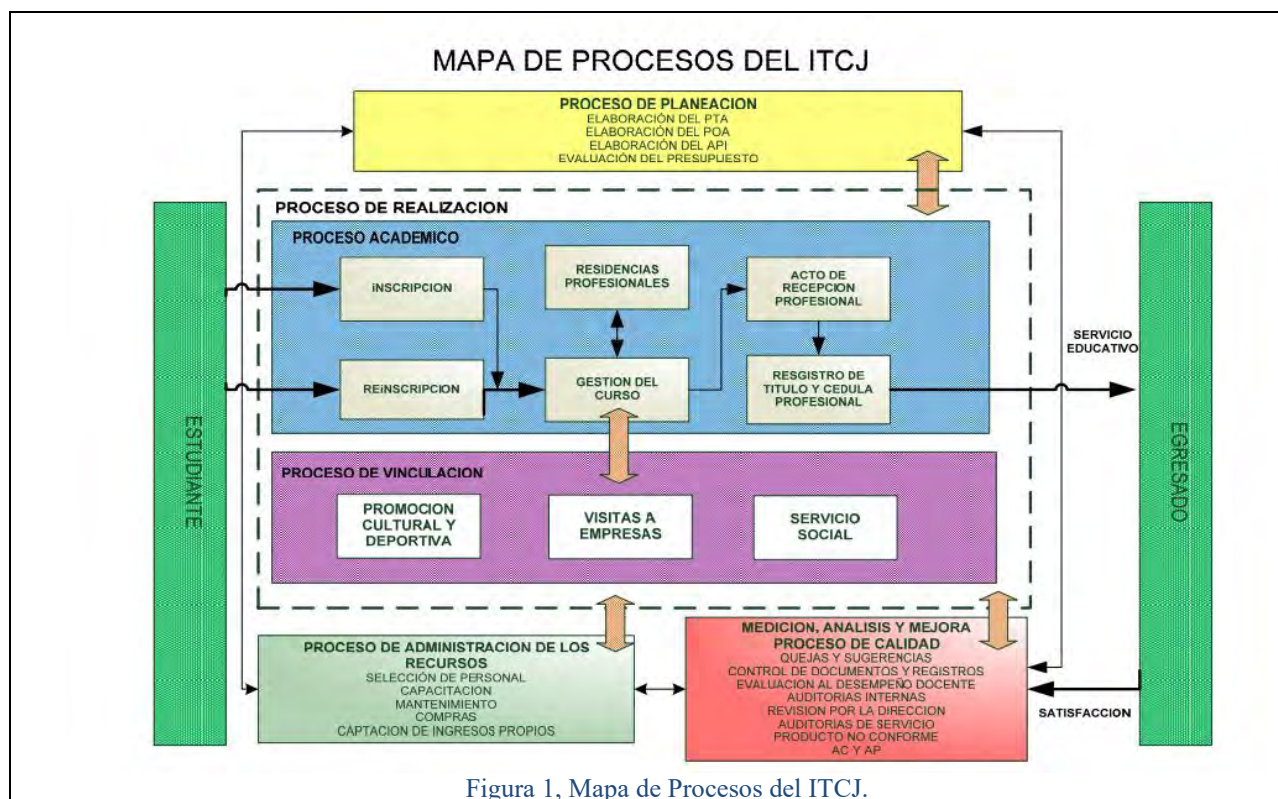 MAPA DE PROCESOS DEL ITCJ
PROCESO DE PLANEACION
ELABORACIÓN DEL PTA
ELABORACIÓN DEL POA
ELABORACIÓN DEL API
EVALUACIÓN DEL PRESUPUESTO
ESTUDIANTE
PROCESO DE REALIZACION
PROCESO ACADEMICO
iNSCRIPCION
RESIDENCIAS
PROFESIONALES
ACTO DE
RECEPCION
PROFESIONAL
REiNSCRIPCION
GESTION DEL
CURSO
RESGISTRO DE
TITULO Y CEDULA
PROFESIONAL
SERVICIO
EDUCATIVO
EGRESADO
PROCESO DE VINCULACION
PROMOCION
CULTURAL Y
DEPORTIVA
VISITAS A
EMPRESAS
SERVICIO
SOCIAL
PROCESO DE ADMINISTRACION DE LOS
RECURSOS
SELECCIÓN DE PERSONAL
CAPACITACION
MANTENIMIENTO
COMPRAS
CAPTACION DE INGRESOS PROPIOS
MEDICION, ANALISIS Y MEJORA
PROCESO DE CALIDAD
QUEJAS Y SUGERENCIAS
CONTROL DE DOCUMENTOS Y REGISTROS
EVALUACION AL DESEMPEÑO DOCENTE
AUDITORIAS INTERNAS
REVISION POR LA DIRECCION
AUDITORIAS DE SERVICIO
PRODUCTO NO CONFORME
AC Y AP
SATISFACCION
Figura 1, Mapa de Procesos del ITCJ.